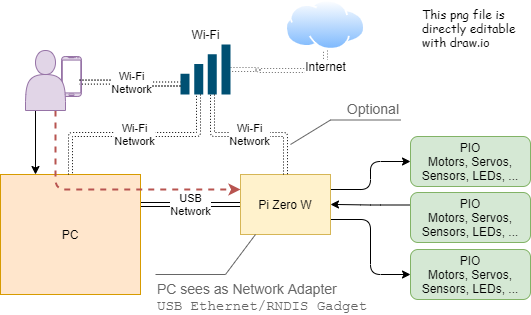 This png file is
directly editable
with draw.io
Wi-Fi
Internet
Wi-Fi
Network
Optional
Wi-Fi
Network
Wi-Fi
Network
PIO
Motors, Servos,
Sensors, LEDs, ...
USB
Network
PC
Pi Zero W
PIO
Motors, Servos,
Sensors, LEDs, ...
PIO
Motors, Servos,
Sensors, LEDs, ...
PC sees as Network Adapter
USB Ethernet/RNDIS Gadget